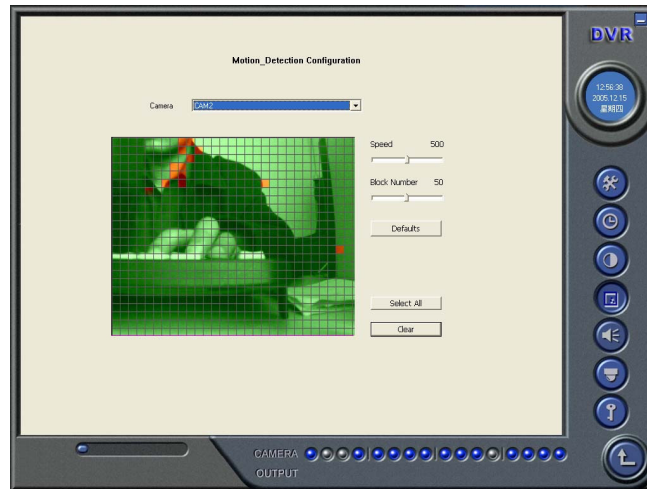 DVR
Motion_Detection Configuration
12:56:38
2005.12.15
星期四
Camera CAM2
Speed 500
Block Number 50
Defaults
Select All
Clear
CAMERA
OUTPUT